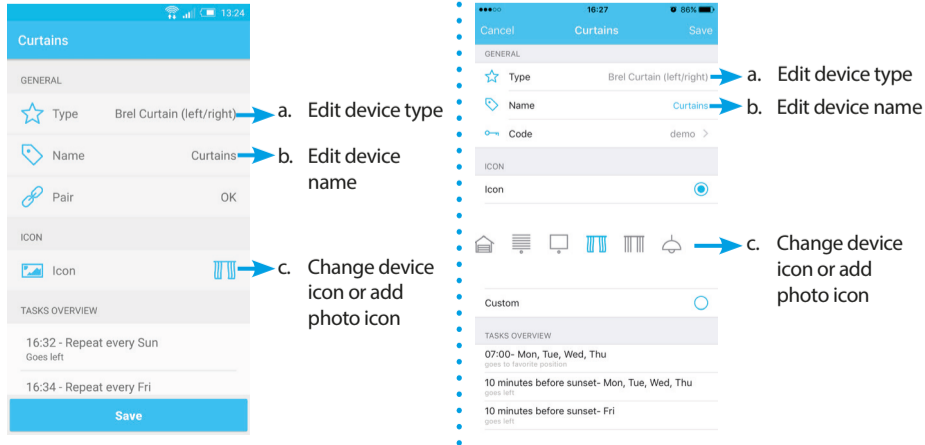 13:24
Curtains
GENERAL
Type Brel Curtain (left/right)
a. Edit device type
Name Curtains
b. Edit device
name
Pair OK
ICON
Icon
c. Change device
icon or add
photo icon
TASKS OVERVIEW
16:32 - Repeat every Sun
Goes left
16:34 - Repeat every Fri
Save
16:27 86%
Cancel Curtains Save
GENERAL
Type Brel Curtain (left/right)
a. Edit device type
Name Curtains
b. Edit device name
Code demo
ICON
Icon
c. Change device
icon or add
photo icon
Custom
TASKS OVERVIEW
07:00- Mon, Tue, Wed, Thu
goes to favorite position
10 minutes before sunset- Mon, Tue, Wed, Thu
goes left
10 minutes before sunset- Fri
goes left